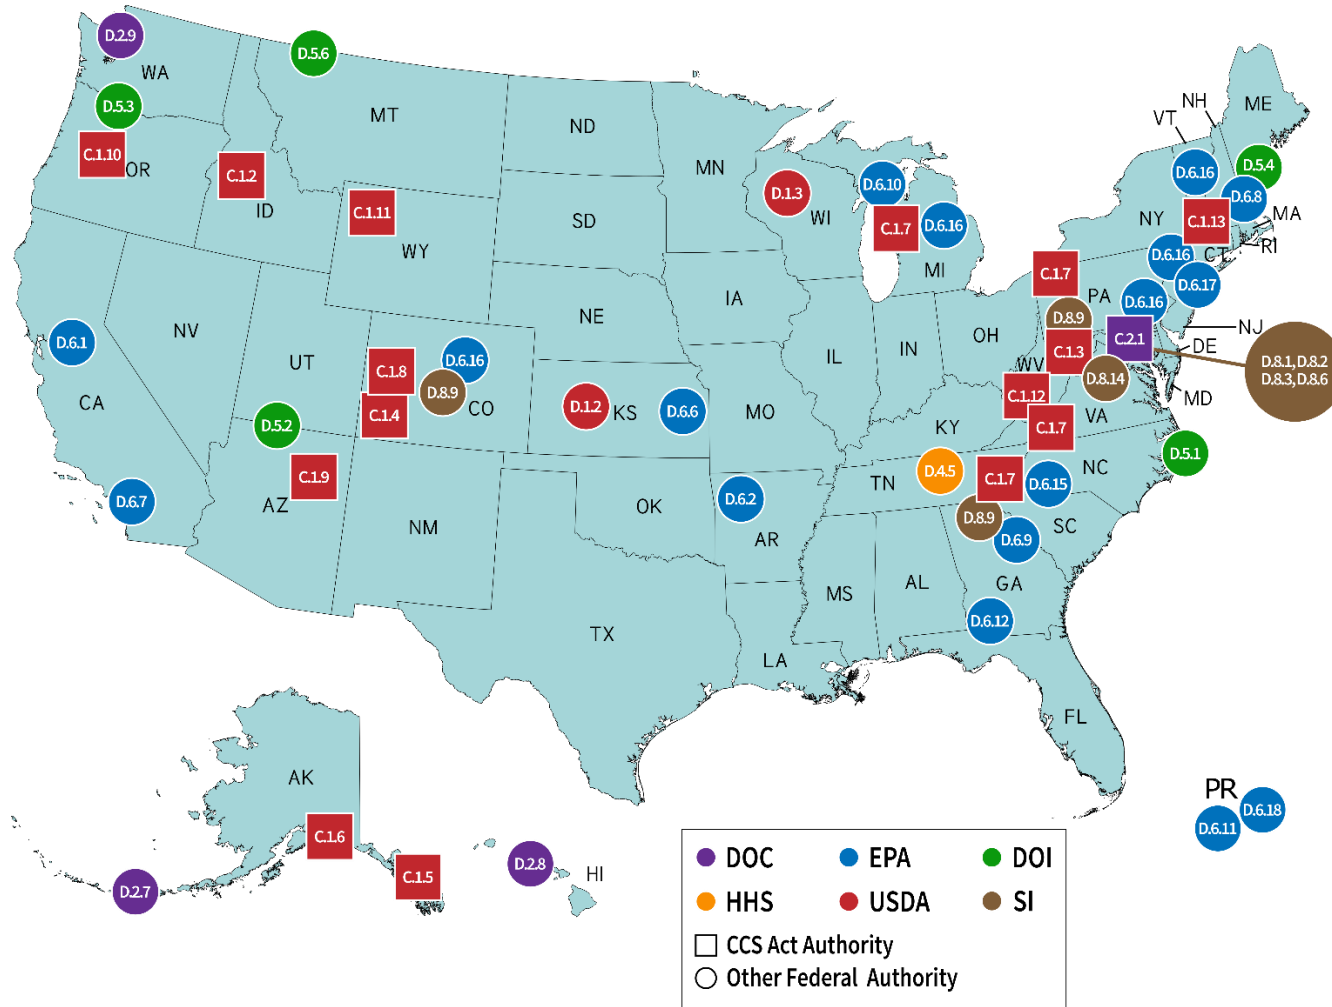 D.2.9
WA
D.5.6
D.5.3
C.1.10
OR
C.1.2
ID
MT
C.1.11
WY
ND
SD
NE
MN
IA
D.1.3
WI
D.6.10
C.1.7
D.6.16
MI
NH
VT
ME
D.6.16
D.5.4
D.6.8
NY
C.1.13
MA
RI
CT
D.6.16
D.6.17
C.1.7
PA
D.6.16
D.8.9
C.2.1
NJ
DE
C.1.3
WV
D.8.14
MD
D.8.1, D.8.2
D.8.3, D.8.6
C.1.12
VA
C.1.7
D.6.1
NV
CA
UT
C.1.8
D.6.16
D.8.9
CO
C.1.4
D.5.2
C.1.9
AZ
D.6.7
NM
D.1.2
KS
D.6.6
MO
IL
IN
OH
KY
D.5.1
TN
D.4.5
C.1.7
D.6.15
NC
D.8.9
D.6.9
SC
OK
D.6.2
AR
MS
AL
GA
D.6.12
TX
LA
FL
AK
C.1.6
D.2.7
C.1.5
D.2.8
HI
PR
D.6.11
D.6.18
DOC
EPA
DOI
HHS
USDA
SI
CCS Act Authority
Other Federal Authority